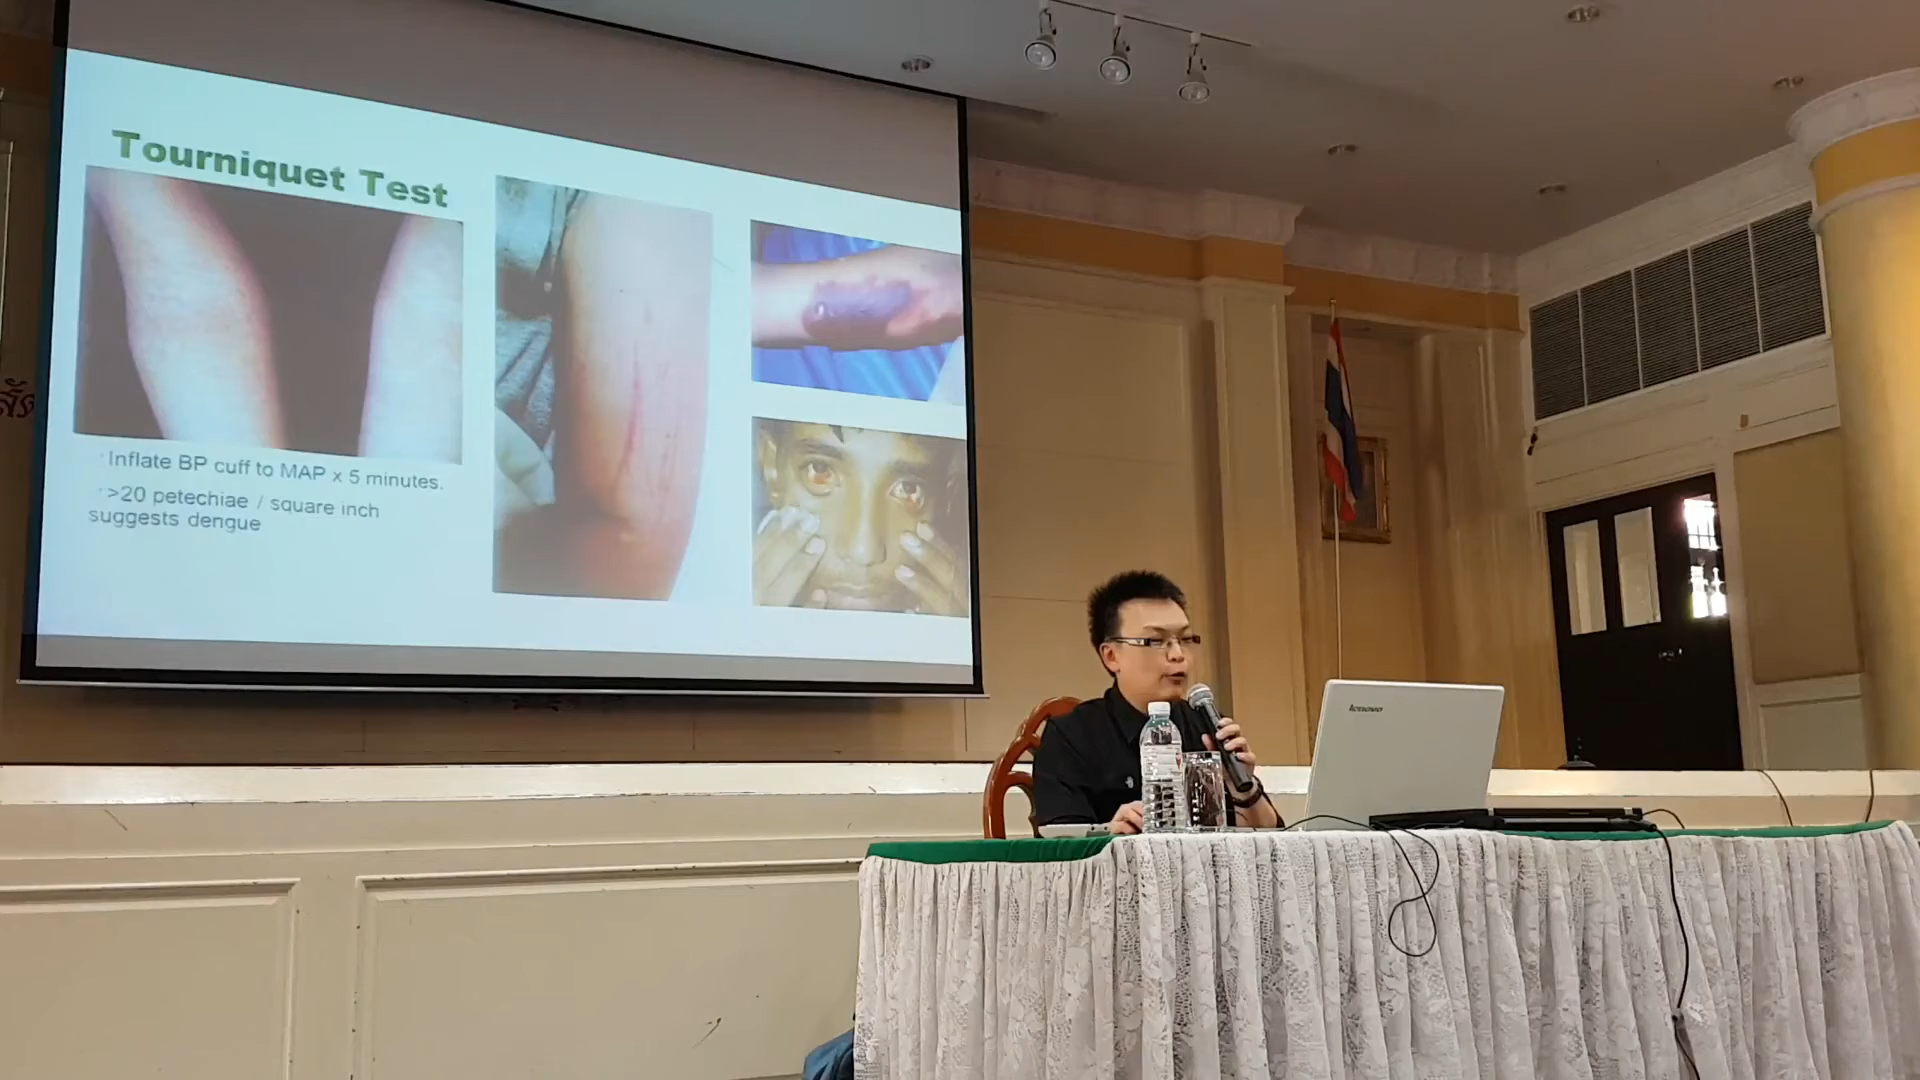 Tourniquet Test
Inflate BP cuff to MAP x 5 minutes.
>20 petechiae / square inch
suggests dengue
lenovo